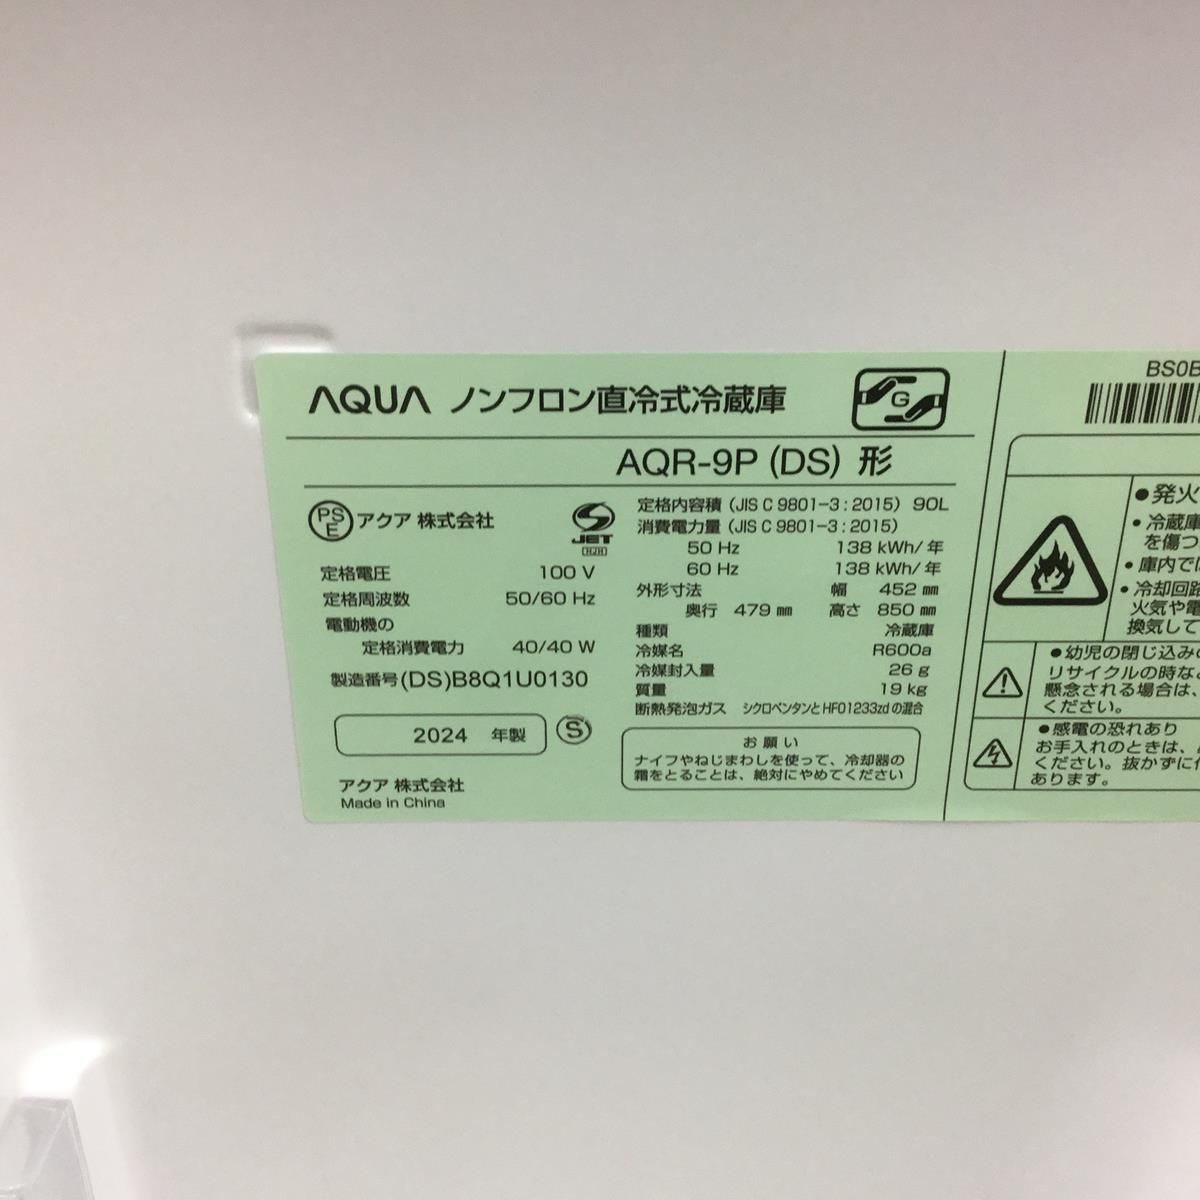 AQUA ノンフロン直冷式冷蔵庫
G
AQR-9P (DS) 形
PSE アクア 株式会社
JET
定格電圧 100 V
定格周波数 50/60 Hz
電動機の
定格消費電力 40/40 W
製造番号 (DS)B8Q1U0130
2024 年製
S
アクア 株式会社
Made in China
定格内容積 (JIS C 9801-3:2015) 90L
消費電力量 (JIS C 9801-3:2015)
50 Hz 138 kWh/年
60 Hz 138 kWh/年
外形寸法 幅 452 ㎜
奥行 479 ㎜ 高さ 850 ㎜
種類 冷蔵庫
冷媒名 R600a
冷媒封入量 26 g
質量 19 kg
断熱発泡ガス シクロペンタンとHFO1233zdの混合
お願い
ナイフやねじまわしを使って、冷却器の
霜をとることは、絶対にやめてください
BS0B
●発火
•冷蔵庫
を傷つ
•庫内では
•冷却回路
火気や電
換気して
●幼児の閉じ込みの
リサイクルの時な
懸念される場合は、
ください。
●感電の恐れあり
お手入れのときは、
ください。抜かずに
あります。